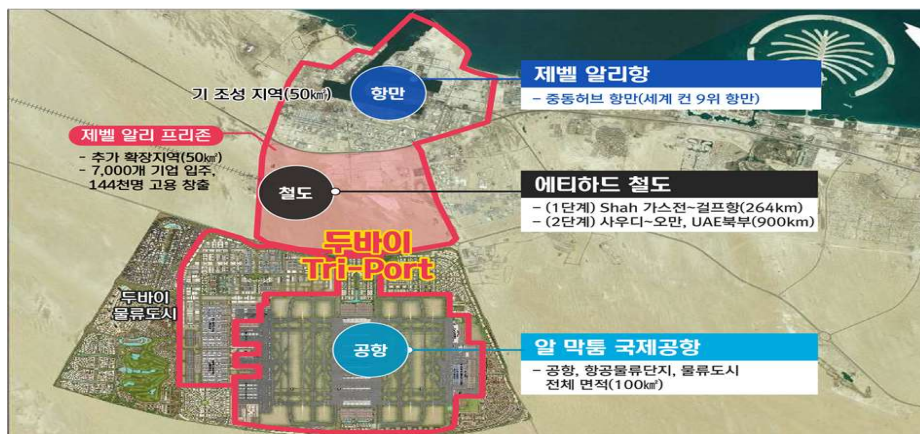 기 조성 지역(50㎢)
항만
제벨 알리항
- 중동허브 항만(세계 컨 9위 항만)
제벨 알리 프리존
- 추가 확장지역(50㎢)
- 7,000개 기업 입주,
144천명 고용 창출
철도
에티하드 철도
- (1단계) Shah 가스전~걸프항(264km)
- (2단계) 사우디~오만, UAE북부(900km)
두바이
Tri-Port
두바이
물류도시
공항
알 막툼 국제공항
- 공항, 항공물류단지, 물류도시
전체 면적(100㎢)